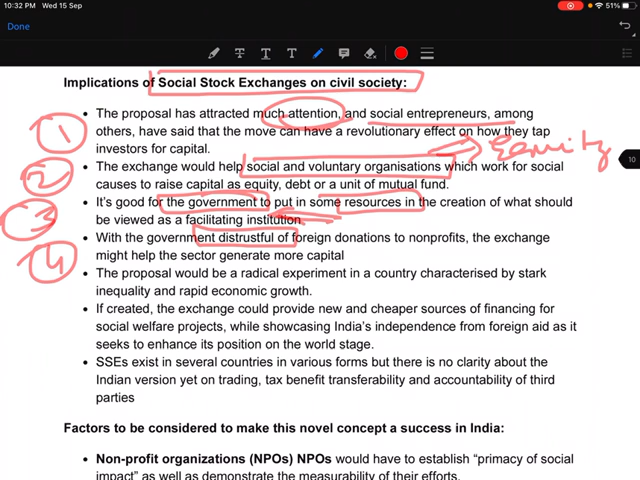 10:32 PM Wed 15 Sep
51%
Done
T T T
Implications of Social Stock Exchanges on civil society:
• The proposal has attracted much attention, and social entrepreneurs, among
others, have said that the move can have a revolutionary effect on how they tap
investors for capital.
1
Equity
• The exchange would help social and voluntary organisations which work for social
causes to raise capital as equity, debt or a unit of mutual fund.
2
10
• It's good for the government to put in some resources in the creation of what should
be viewed as a facilitating institution.
3
• With the government distrustful of foreign donations to nonprofits, the exchange
might help the sector generate more capital
4
• The proposal would be a radical experiment in a country characterised by stark
inequality and rapid economic growth.
• If created, the exchange could provide new and cheaper sources of financing for
social welfare projects, while showcasing India's independence from foreign aid as it
seeks to enhance its position on the world stage.
• SSEs exist in several countries in various forms but there is no clarity about the
Indian version yet on trading, tax benefit transferability and accountability of third
parties
Factors to be considered to make this novel concept a success in India:
• Non-profit organizations (NPOs) NPOs would have to establish “primacy of social
impact” as well as demonstrate the measurability of their efforts.